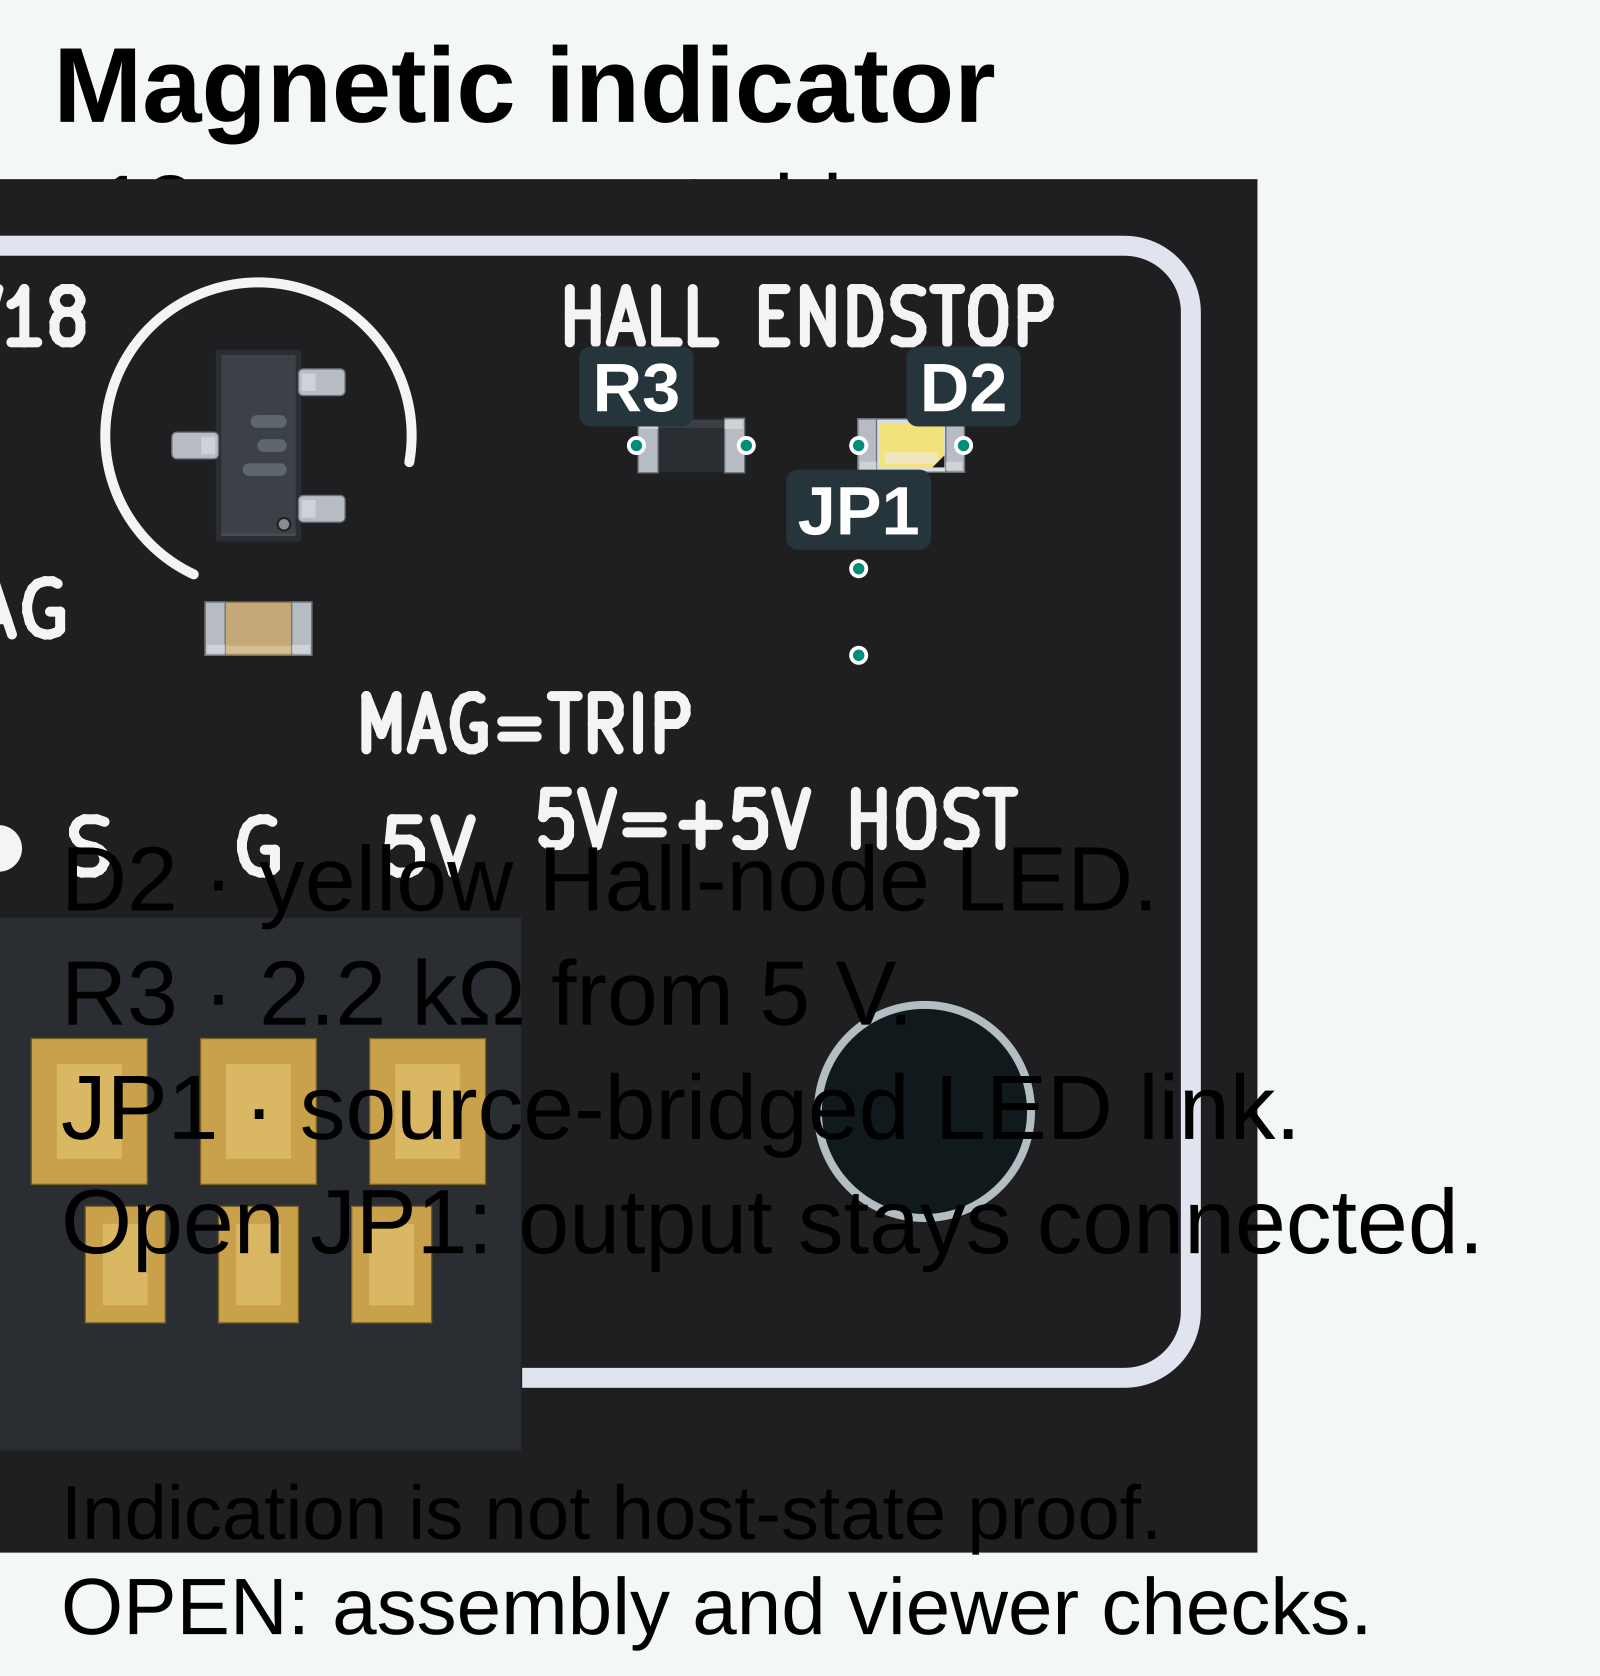 Magnetic indicator
18
HALL ENDSTOP
R3
D2
JP1
AG
MAG=TRIP
5V=+5V HOST
S G 5V
D2 · yellow Hall-node LED.
R3 · 2.2 kΩ from 5 V.
JP1 · source-bridged LED link.
Open JP1: output stays connected.
Indication is not host-state proof.
OPEN: assembly and viewer checks.